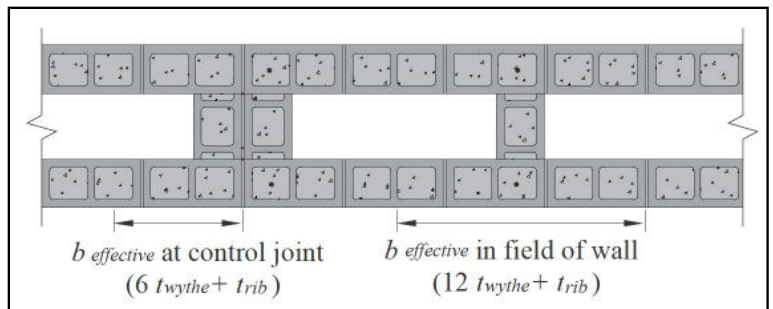 b effective at control joint
(6 twythe+ trib)
b effective in field of wall
(12 twythe+ trib)